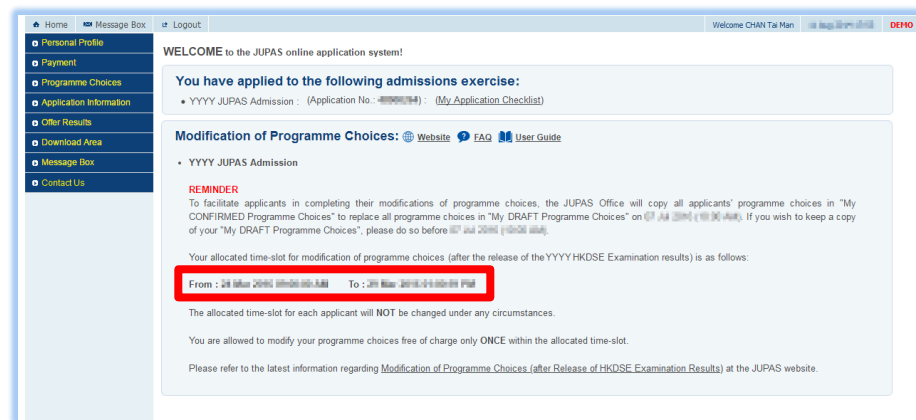 Home Message Box Logout Welcome CHAN Tai Man DEMO
Personal Profile
Payment
Programme Choices
Application Information
Offer Results
Download Area
Message Box
Contact Us
WELCOME to the JUPAS online application system!
You have applied to the following admissions exercise:
• YYYY JUPAS Admission : (Application No.: ) : (My Application Checklist)
Modification of Programme Choices: Website FAQ User Guide
• YYYY JUPAS Admission
REMINDER
To facilitate applicants in completing their modifications of programme choices, the JUPAS Office will copy all applicants' programme choices in "My
CONFIRMED Programme Choices" to replace all programme choices in "My DRAFT Programme Choices" on . If you wish to keep a copy
of your "My DRAFT Programme Choices", please do so before .
Your allocated time-slot for modification of programme choices (after the release of the YYYY HKDSE Examination results) is as follows:
From : To :
The allocated time-slot for each applicant will NOT be changed under any circumstances.
You are allowed to modify your programme choices free of charge only ONCE within the allocated time-slot.
Please refer to the latest information regarding Modification of Programme Choices (after Release of HKDSE Examination Results) at the JUPAS website.